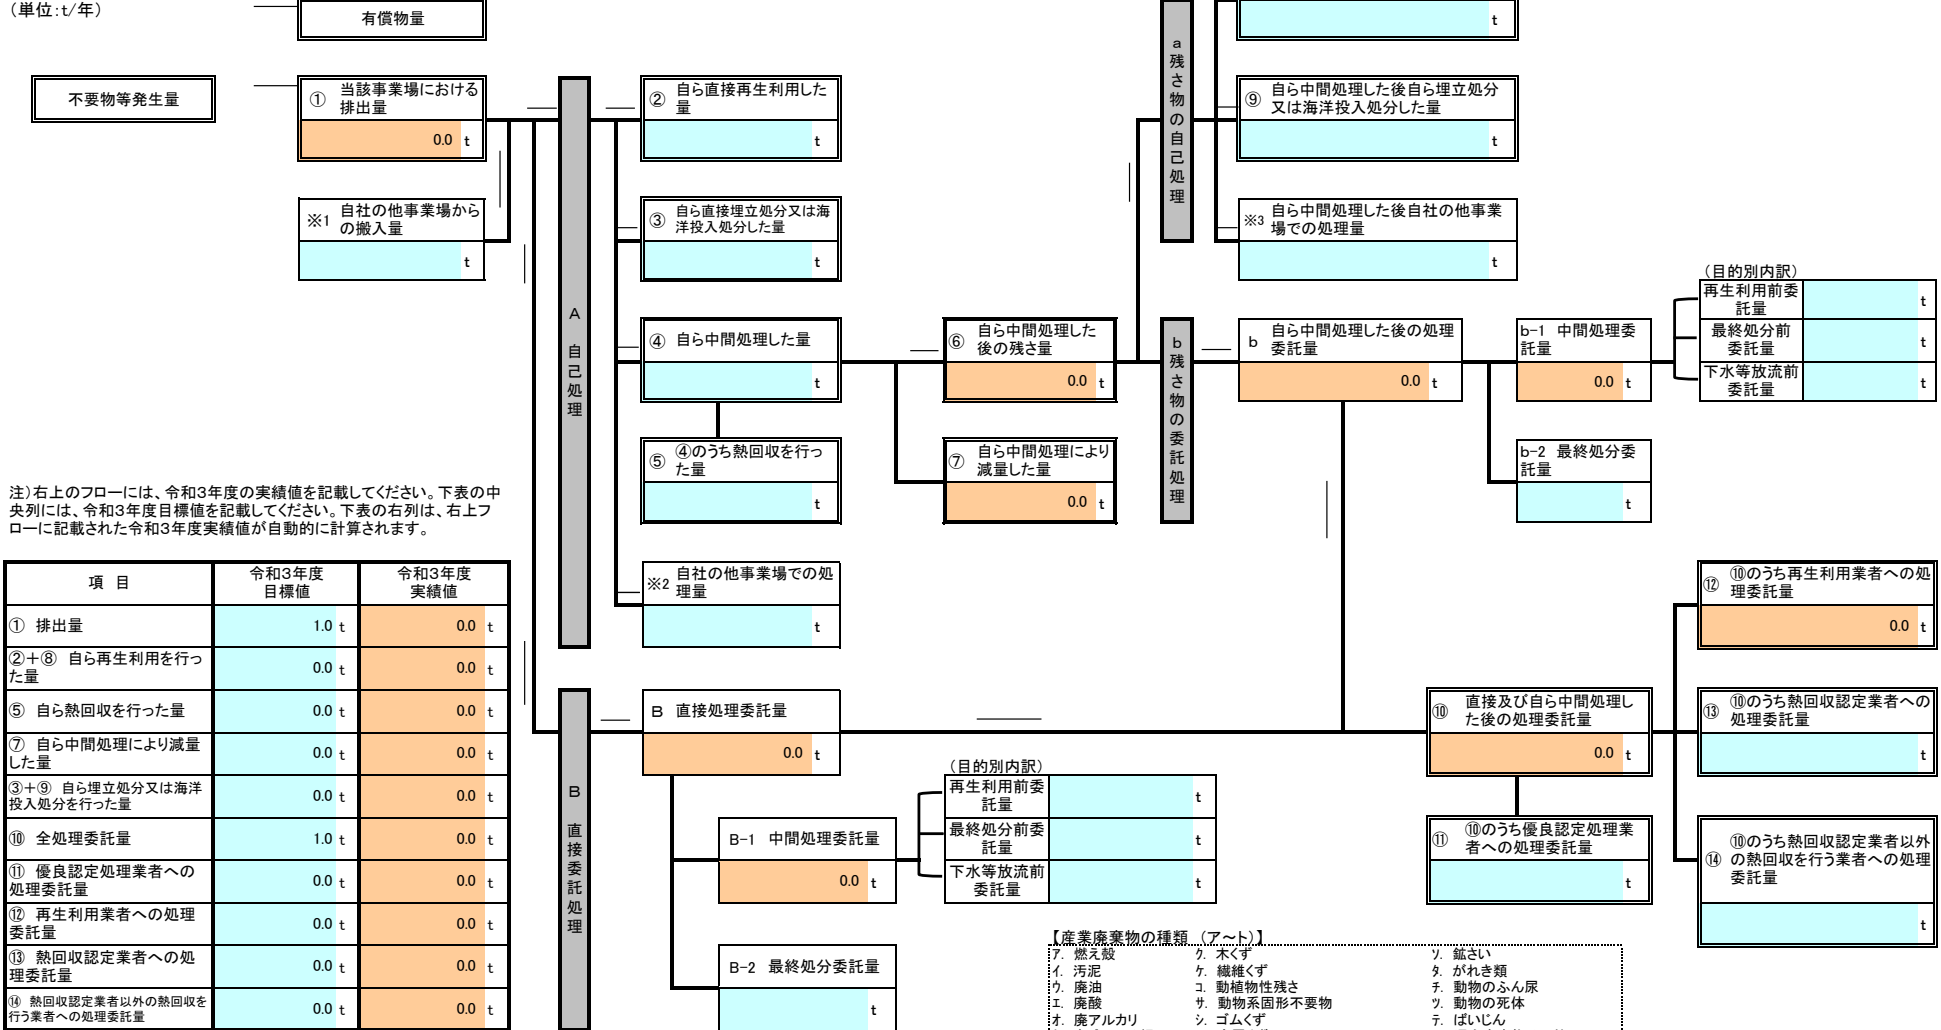 （単位：t/年）
有償物量
t
不要物等発生量
① 当該事業場における
排出量
0.0 t
※1 自社の他事業場から
の搬入量
t
A 自己処理
② 自ら直接再生利用した
量
t
③ 自ら直接埋立処分又は海
洋投入処分した量
t
④ 自ら中間処理した量
t
⑤ ④のうち熱回収を行っ
た量
t
※2 自社の他事業場での処
理量
t
⑥ 自ら中間処理した
後の残さ量
0.0 t
⑦ 自ら中間処理により
減量した量
0.0 t
a 残さ物の自己処理
⑨ 自ら中間処理した後自ら埋立処分
又は海洋投入処分した量
t
※3 自ら中間処理した後自社の他事業
場での処理量
t
b 残さ物の委託処理
b 自ら中間処理した後の処理
委託量
0.0 t
b-1 中間処理委
託量
0.0 t
b-2 最終処分委
託量
t
（目的別内訳）
再生利用前委
託量
t
最終処分前
委託量
t
下水等放流前
委託量
t
注）右上のフローには、令和3年度の実績値を記載してください。下表の中
央列には、令和3年度目標値を記載してください。下表の右列は、右上フ
ローに記載された令和3年度実績値が自動的に計算されます。
項 目 令和3年度 目標値 令和3年度 実績値
① 排出量 1.0 t 0.0 t
②＋⑧ 自ら再生利用を行っ
た量 0.0 t 0.0 t
⑤ 自ら熱回収を行った量 0.0 t 0.0 t
⑦ 自ら中間処理により減量
した量 0.0 t 0.0 t
③＋⑨ 自ら埋立処分又は海洋
投入処分を行った量 0.0 t 0.0 t
⑩ 全処理委託量 1.0 t 0.0 t
⑪ 優良認定処理業者への
処理委託量 0.0 t 0.0 t
⑫ 再生利用業者への処理
委託量 0.0 t 0.0 t
⑬ 熱回収認定業者への処
理委託量 0.0 t 0.0 t
⑭ 熱回収認定業者以外の熱回収を
行う業者への処理委託量 0.0 t 0.0 t
B 直接委託処理
B 直接処理委託量
0.0 t
B-1 中間処理委託量
0.0 t
B-2 最終処分委託量
t
（目的別内訳）
再生利用前委
託量
t
最終処分前委
託量
t
下水等放流前
委託量
t
⑩ 直接及び自ら中間処理し
た後の処理委託量
0.0 t
⑪ ⑩のうち優良認定処理業
者への処理委託量
t
⑫ ⑩のうち再生利用業者への処
理委託量
0.0 t
⑬ ⑩のうち熱回収認定業者への
処理委託量
t
⑭ ⑩のうち熱回収認定業者以外
の熱回収を行う業者への処理
委託量
t
【産業廃棄物の種類 （ア～ト）】
ア. 燃え殻 ク. 木くず ソ. 鉱さい
イ. 汚泥 ケ. 繊維くず タ. がれき類
ウ. 廃油 コ. 動植物性残さ チ. 動物のふん尿
エ. 廃酸 サ. 動物系固形不要物 ツ. 動物の死体
オ. 廃アルカリ シ. ゴムくず テ. ばいじん